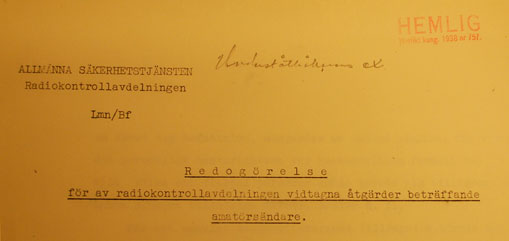 HEMLIG
ALLMÄNNA SÄKERHETSTJÄNSTEN
Radiokontrollavdelningen
Lmn/Bf
Redogörelse
för av radiokontrollavdelningen vidtagna åtgärder beträffande
amatörsändare.